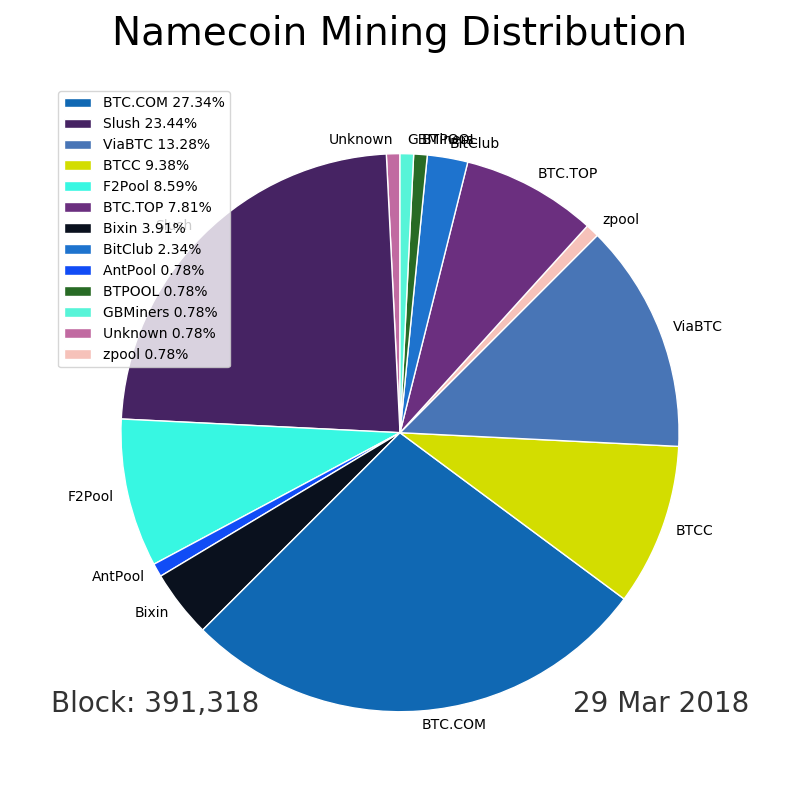 Namecoin Mining Distribution
BTC.COM 27.34%
Slush 23.44%
ViaBTC 13.28%
BTCC 9.38%
F2Pool 8.59%
BTC.TOP 7.81%
Bixin 3.91%
BitClub 2.34%
AntPool 0.78%
BTPOOL 0.78%
GBMiners 0.78%
Unknown 0.78%
zpool 0.78%
Unknown
GBMiners
BTPOOL
BitClub
BTC.TOP
zpool
Slush
ViaBTC
F2Pool
BTCC
AntPool
Bixin
BTC.COM
Block: 391,318
29 Mar 2018